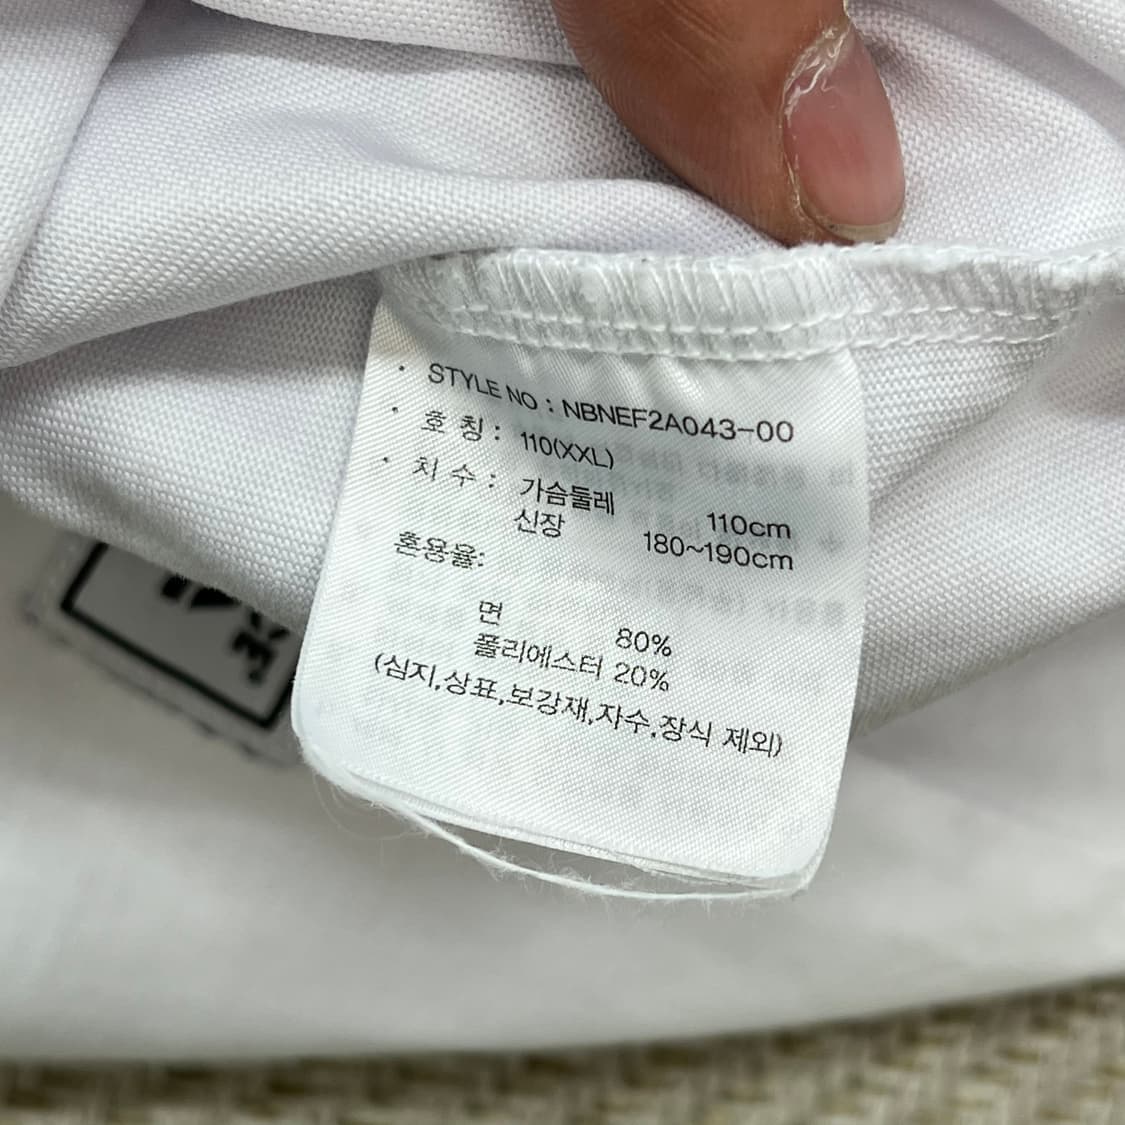 · STYLE NO : NBNEF2A043-00
· 호 칭 : 110(XXL)
· 치 수 : 가슴둘레 110cm
신장 180~190cm
혼용율:
면 80%
폴리에스터 20%
(심지,상표,보강재,자수,장식 제외)